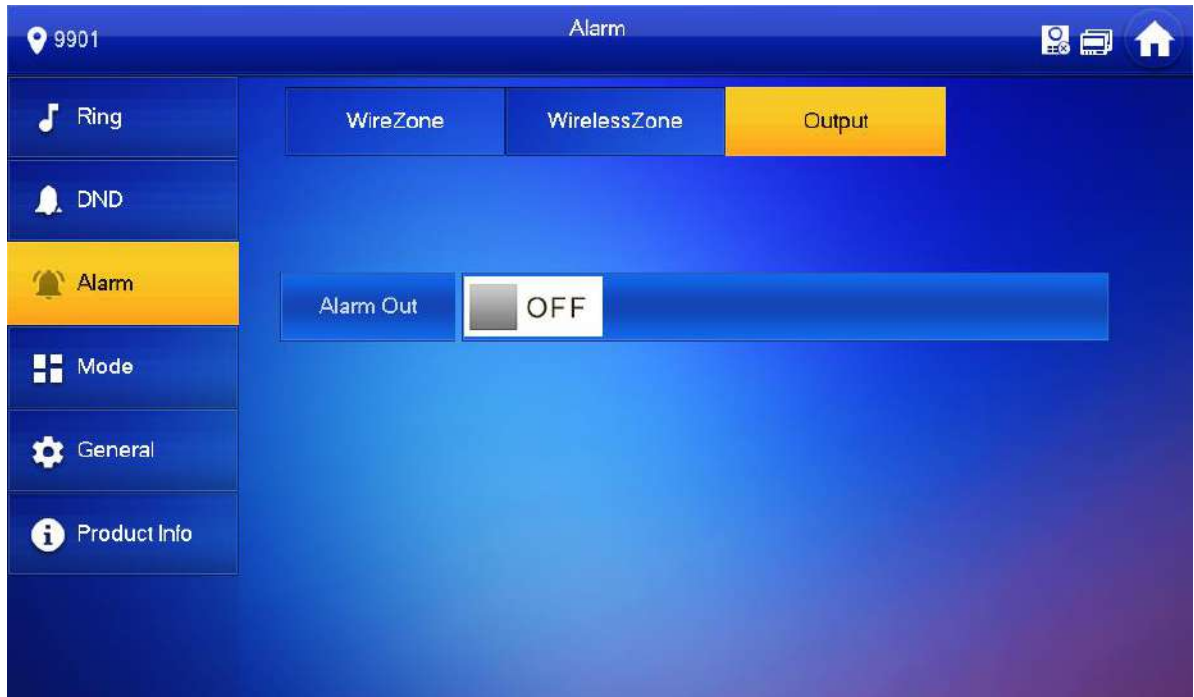 9901
Alarm
Ring
DND
Alarm
Mode
General
Product Info
WireZone WirelessZone Output
Alarm Out OFF